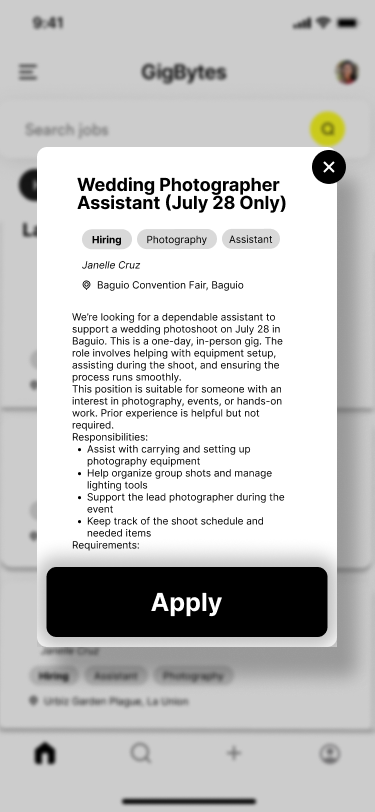 9:41
GigBytes
Search jobs
Wedding Photographer
Assistant (July 28 Only)
Hiring Photography Assistant
Janelle Cruz
Baguio Convention Fair, Baguio
We're looking for a dependable assistant to
support a wedding photoshoot on July 28 in
Baguio. This is a one-day, in-person gig. The
role involves helping with equipment setup,
assisting during the shoot, and ensuring the
process runs smoothly.
This position is suitable for someone with an
interest in photography, events, or hands-on
work. Prior experience is helpful but not
required.
Responsibilities:
• Assist with carrying and setting up
photography equipment
• Help organize group shots and manage
lighting tools
• Support the lead photographer during the
event
• Keep track of the shoot schedule and
needed items
Requirements:
Apply
Janelle Cruz
Hiring Assistant Photography
Urbiz Garden Plague, La Union